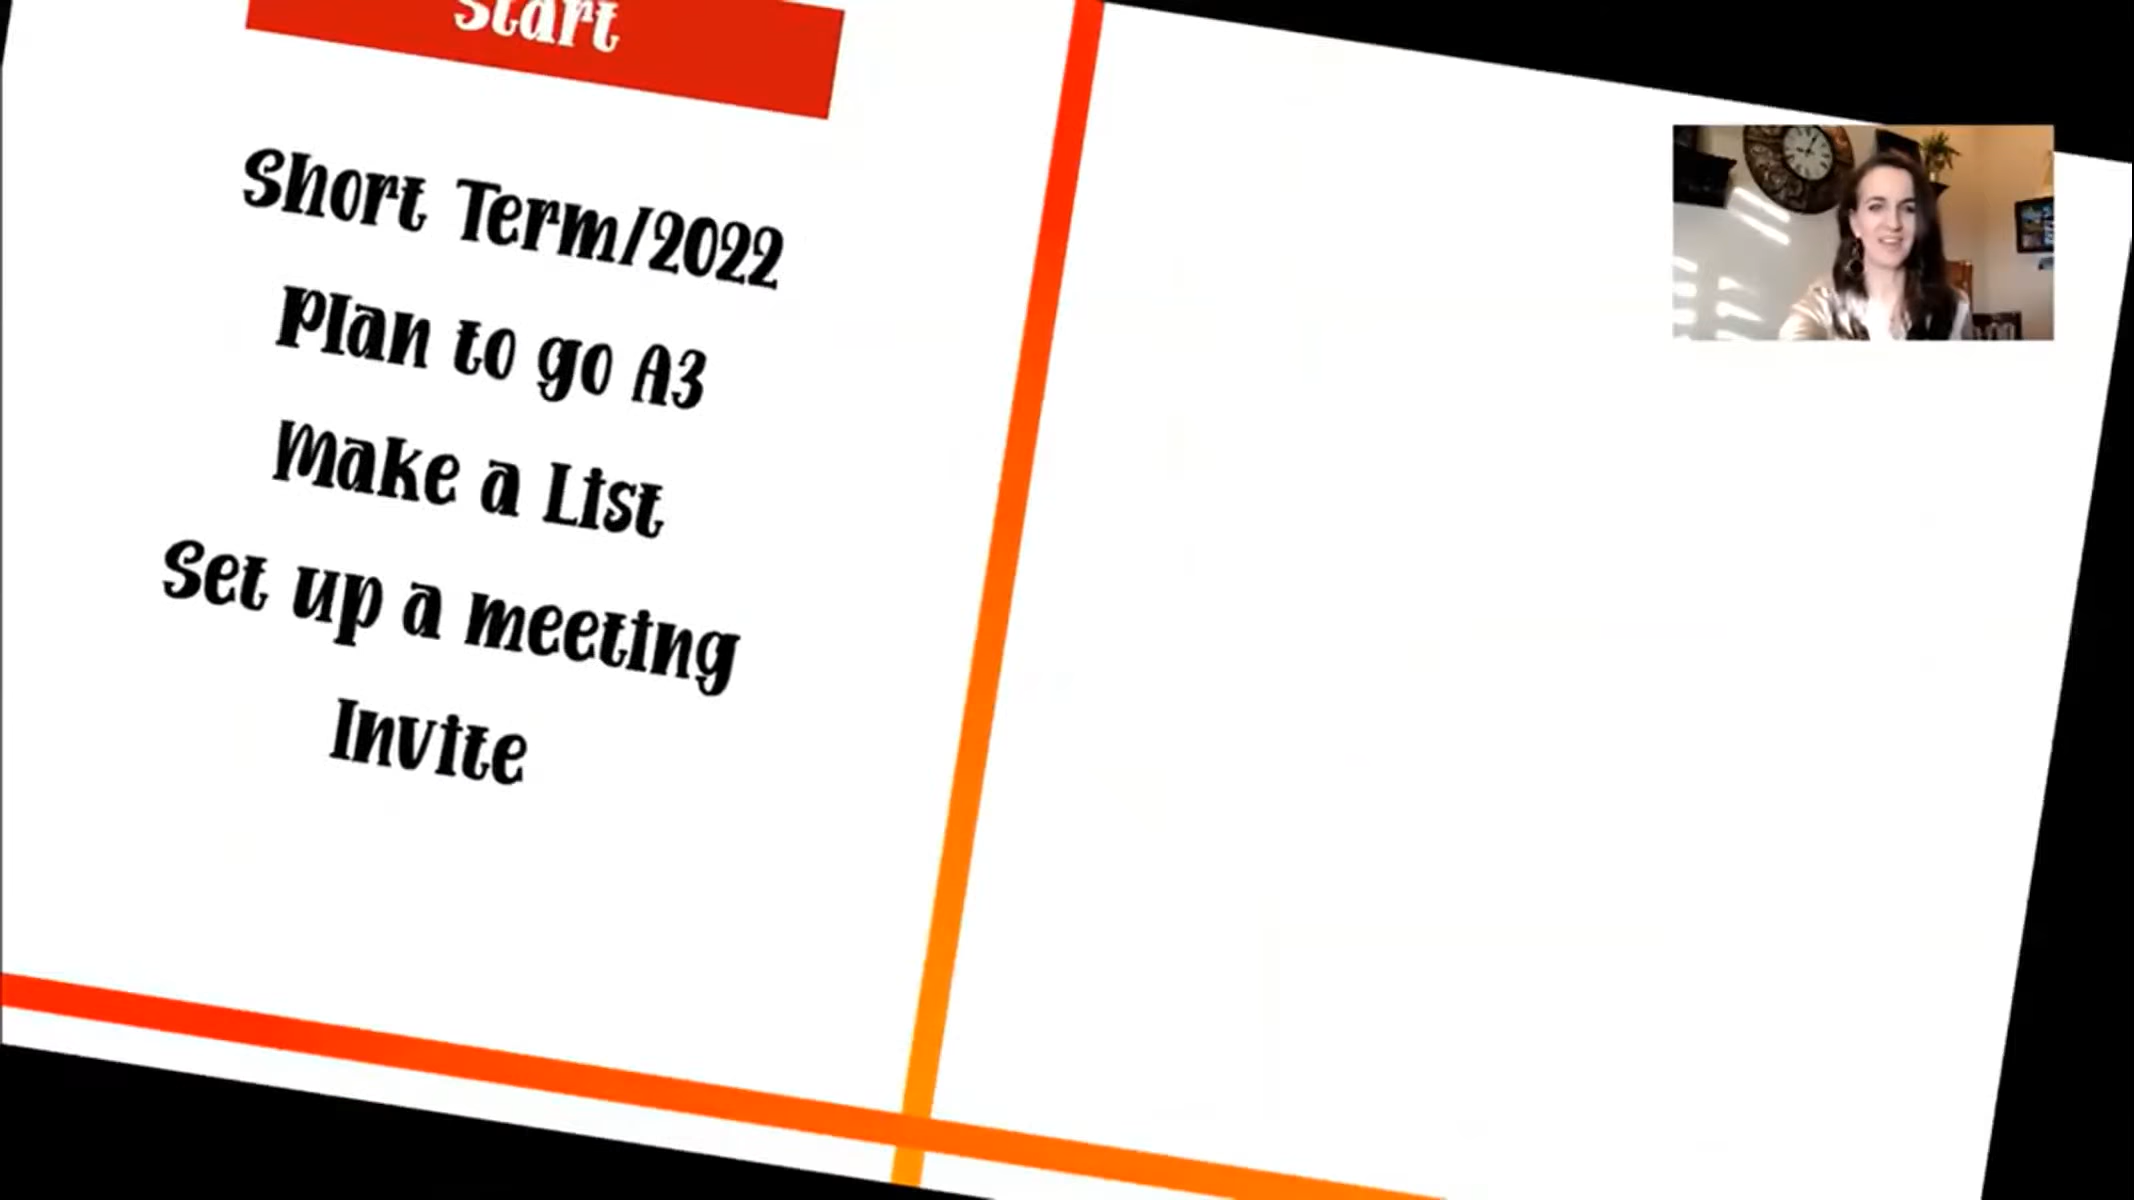 Start
Short Term/2022
Plan to go A3
Make a List
Set up a meeting
Invite